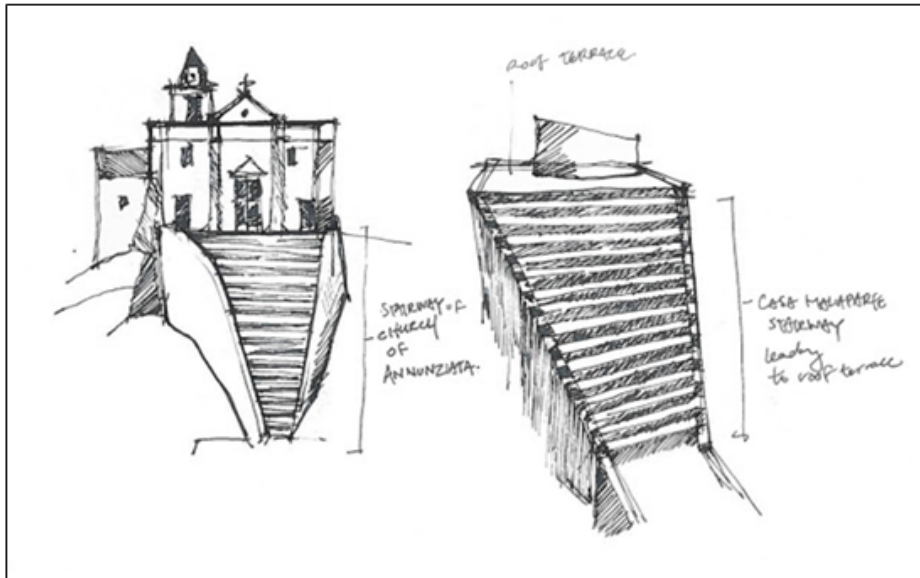 ROOF TERRACE
STAIRWAY OF
CHURCH
OF
ANNUNZIATA.
CASA MALAPARTE
STAIRWAY
leading
to roof terrace